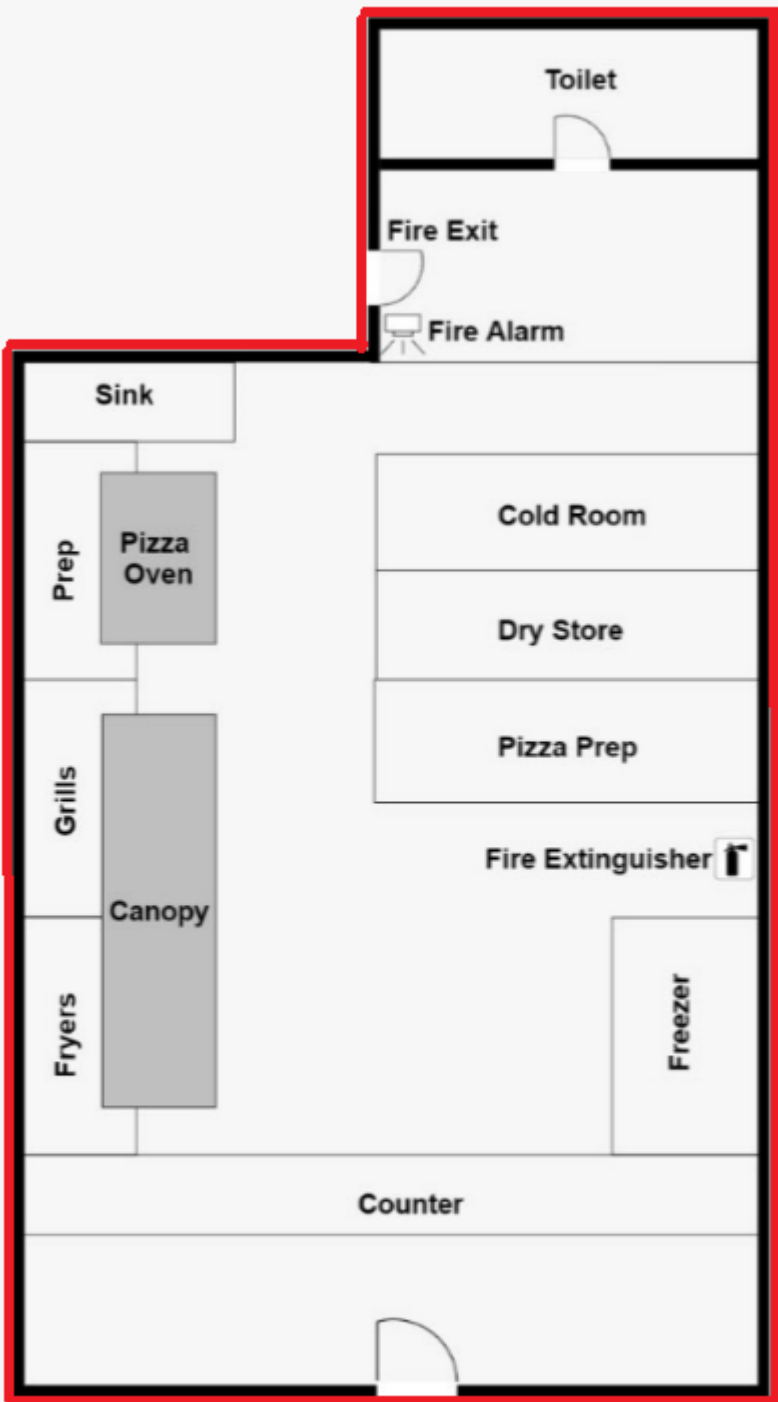 Toilet
Fire Exit
Fire Alarm
Sink
Prep
Pizza
Oven
Cold Room
Dry Store
Grills
Pizza Prep
Fire Extinguisher
Canopy
Fryers
Freezer
Counter